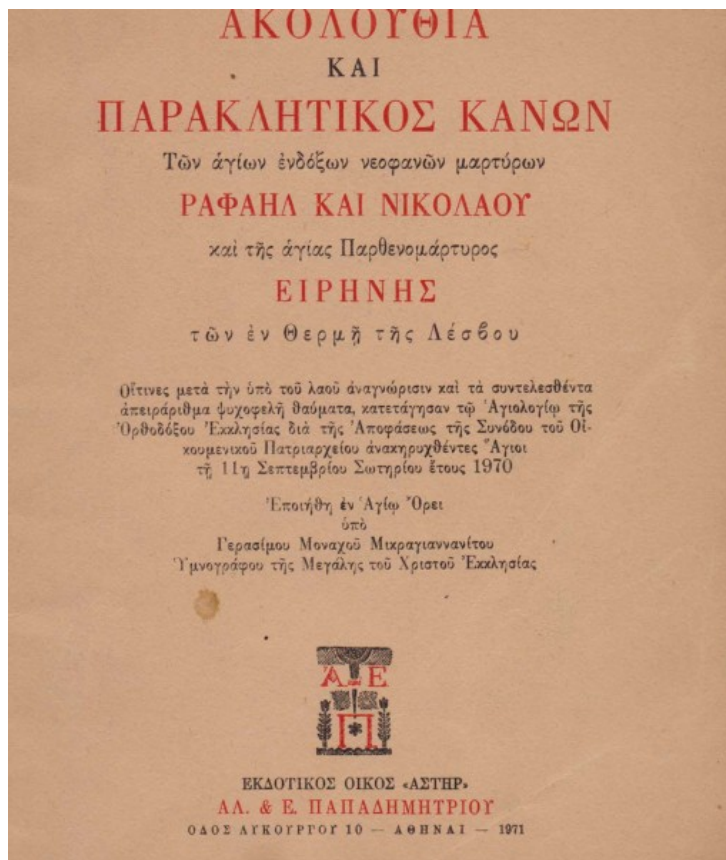 ΑΚΟΛΟΥΘΙΑ
ΚΑΙ
ΠΑΡΑΚΛΗΤΙΚΟΣ ΚΑΝΩΝ
Τῶν ἁγίων ἐνδόξων νεοφανῶν μαρτύρων
ΡΑΦΑΗΛ ΚΑΙ ΝΙΚΟΛΑΟΥ
καὶ τῆς ἁγίας Παρθενομάρτυρος
ΕΙΡΗΝΗΣ
τῶν ἐν Θερμῇ τῆς Λέσβου
Οἵτινες μετὰ τὴν ὑπὸ τοῦ λαοῦ ἀναγνώρισιν καὶ τὰ συντελεσθέντα
ἀπειράριθμα ψυχοφελῆ θαύματα, κατετάγησαν τῷ Ἁγιολογίῳ τῆς
Ὀρθοδόξου Ἐκκλησίας διὰ τῆς Ἀποφάσεως τῆς Συνόδου τοῦ Οἰ-
κουμενικοῦ Πατριαρχείου ἀνακηρυχθέντες Ἅγιοι
τῇ 11ῃ Σεπτεμβρίου Σωτηρίου ἔτους 1970
Ἐποιήθη ἐν Ἁγίῳ Ὄρει
ὑπὸ
Γερασίμου Μοναχοῦ Μικραγιαννανίτου
Ὑμνογράφου τῆς Μεγάλης τοῦ Χριστοῦ Ἐκκλησίας
Α Ε
Π
ΕΚΔΟΤΙΚΟΣ ΟΙΚΟΣ «ΑΣΤΗΡ»
ΑΛ. & Ε. ΠΑΠΑΔΗΜΗΤΡΙΟΥ
ΟΔΟΣ ΛΥΚΟΥΡΓΟΥ 10 — ΑΘΗΝΑΙ — 1971